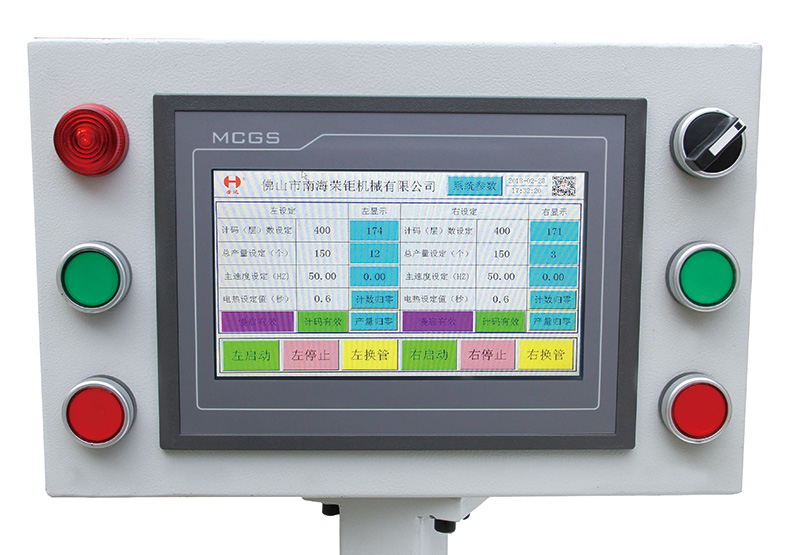 MCGS
佛山市南海荣钜机械有限公司 系统参数 2018-02-28
17:32:20
左设定 左显示 右设定 右显示
计码（层）数设定 400 174 计码（层）数设定 400 171
总产量设定（个） 150 12 总产量设定（个） 150 3
主速度设定（HZ） 50.00 0.00 主速度设定（HZ） 50.00 0.00
电热设定值（秒） 0.6 计数归零 电热设定值（秒） 0.6 计数归零
计码有效 产量归零 计码有效 产量归零
左启动 左停止 左换管 右启动 右停止 右换管